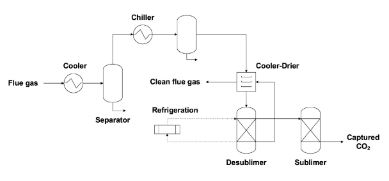 Chiller
Cooler
Cooler-Drier
Flue gas
Clean flue gas
Separator
Refrigeration
Captured
CO₂
Desublimer
Sublimer